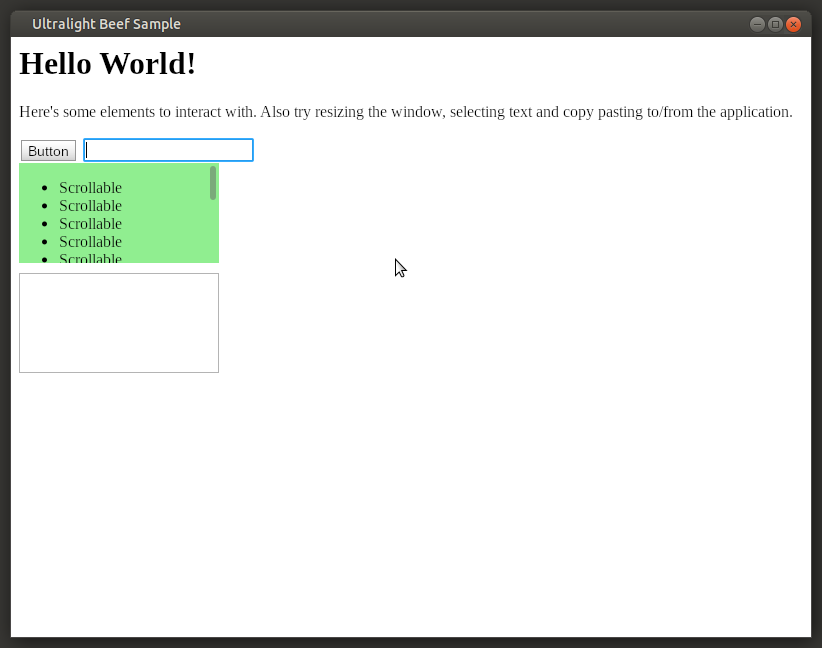 Ultralight Beef Sample
Hello World!
Here's some elements to interact with. Also try resizing the window, selecting text and copy pasting to/from the application.
Button
Scrollable
Scrollable
Scrollable
Scrollable
Scrollable